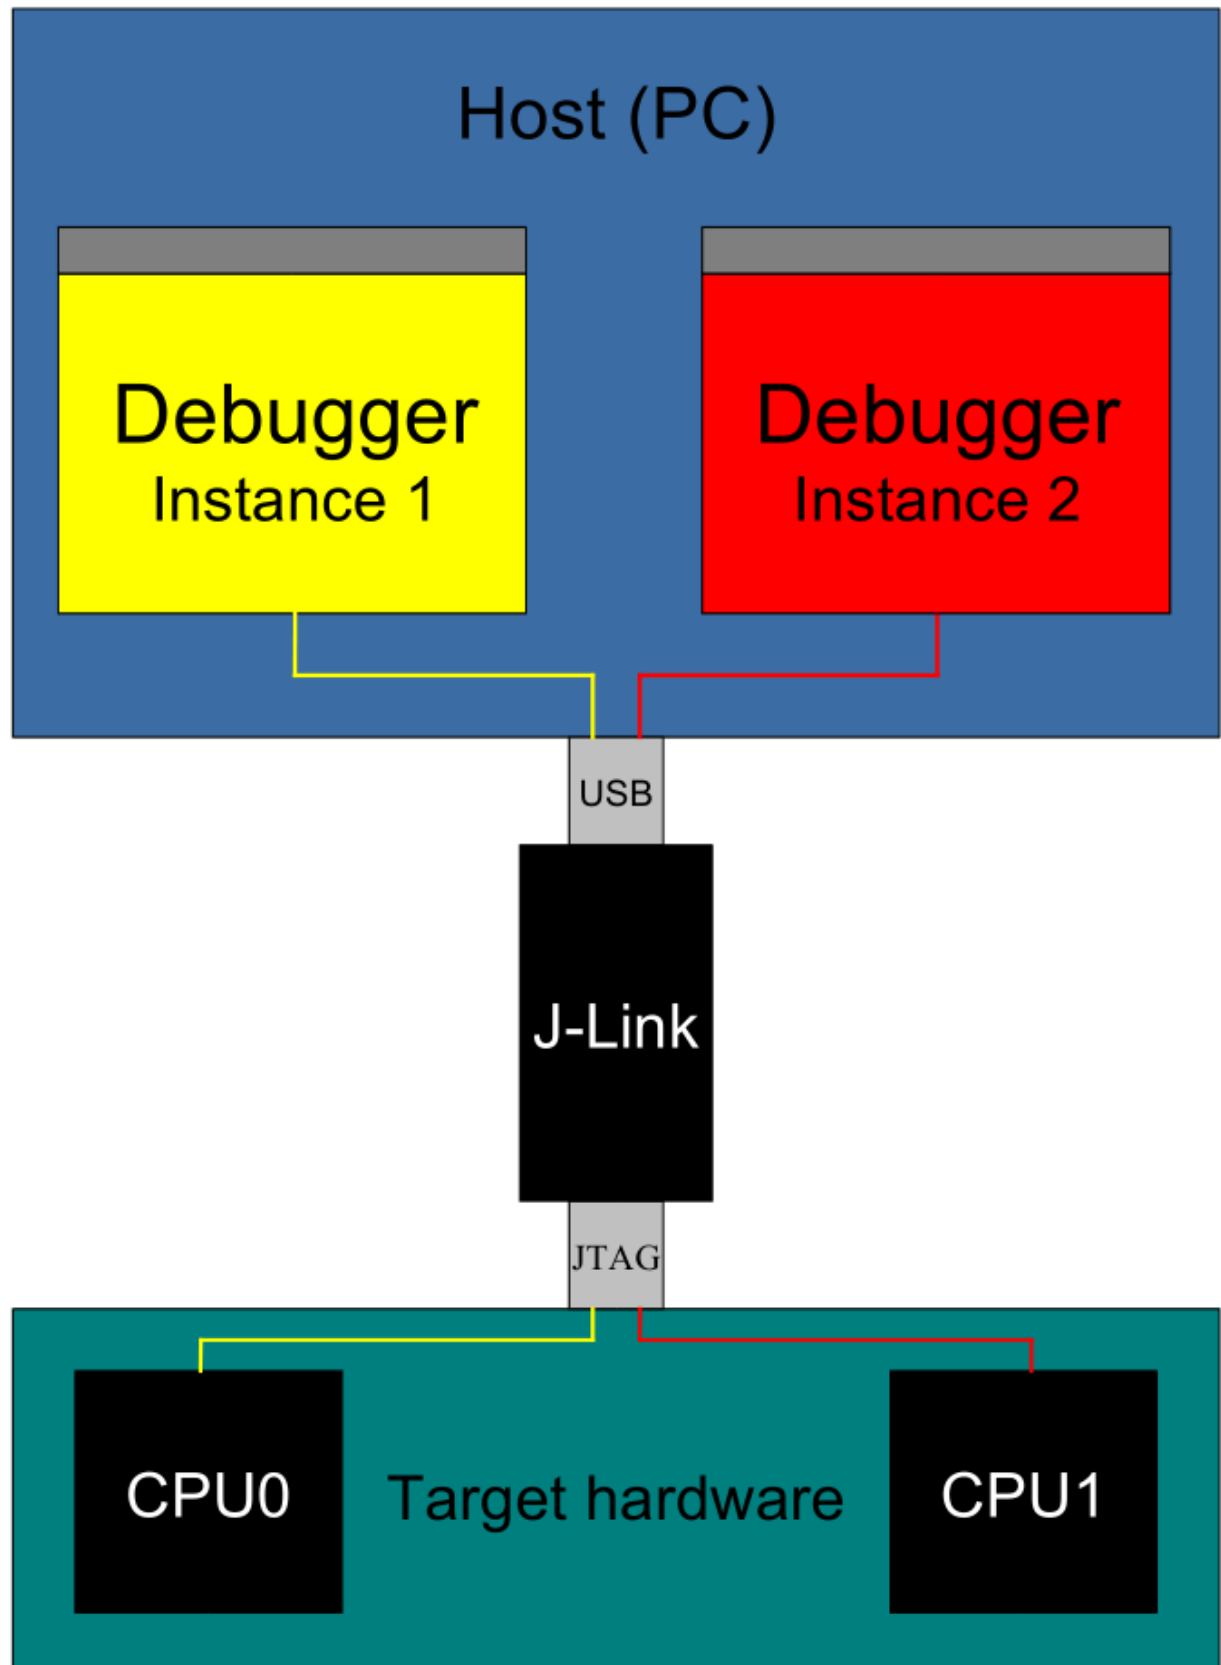 Host (PC)
Debugger
Instance 1
Debugger
Instance 2
USB
J-Link
JTAG
CPU0
Target hardware
CPU1